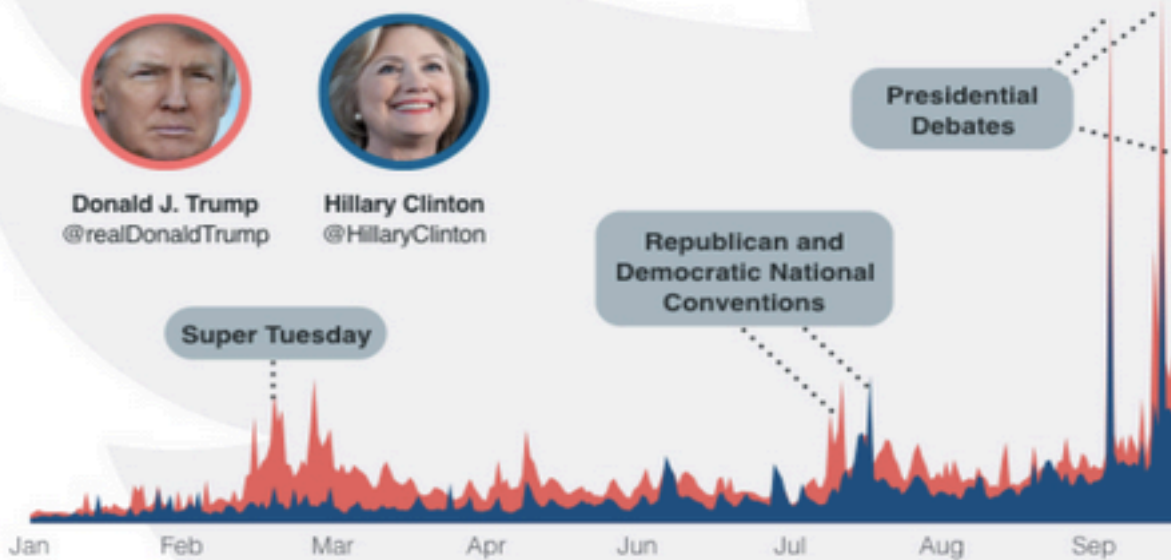 Donald J. Trump
@realDonaldTrump
Hillary Clinton
@HillaryClinton
Presidential
Debates
Republican and
Democratic National
Conventions
Super Tuesday
Jan Feb Mar Apr Jun Jul Aug Sep